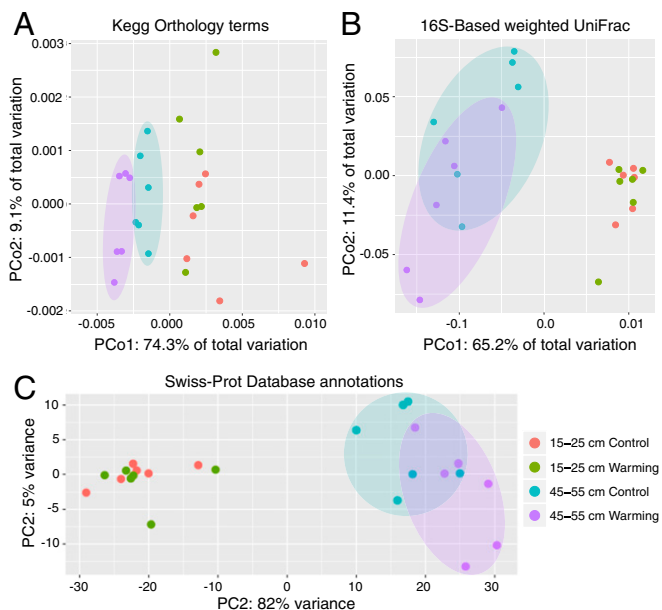 A
Kegg Orthology terms
PCo2: 9.1% of total variation
0.003
0.002
0.001
0.000
-0.001
-0.002
-0.005
0.000
0.005
0.010
PCo1: 74.3% of total variation
B
16S-Based weighted UniFrac
PCo2: 11.4% of total variation
0.05
0.00
-0.05
-0.1
0.0
0.01
PCo1: 65.2% of total variation
C
Swiss-Prot Database annotations
PC2: 5% variance
10
5
0
-5
-10
-30
-20
-10
0
10
20
30
PC2: 82% variance
15–25 cm Control
15–25 cm Warming
45–55 cm Control
45–55 cm Warming